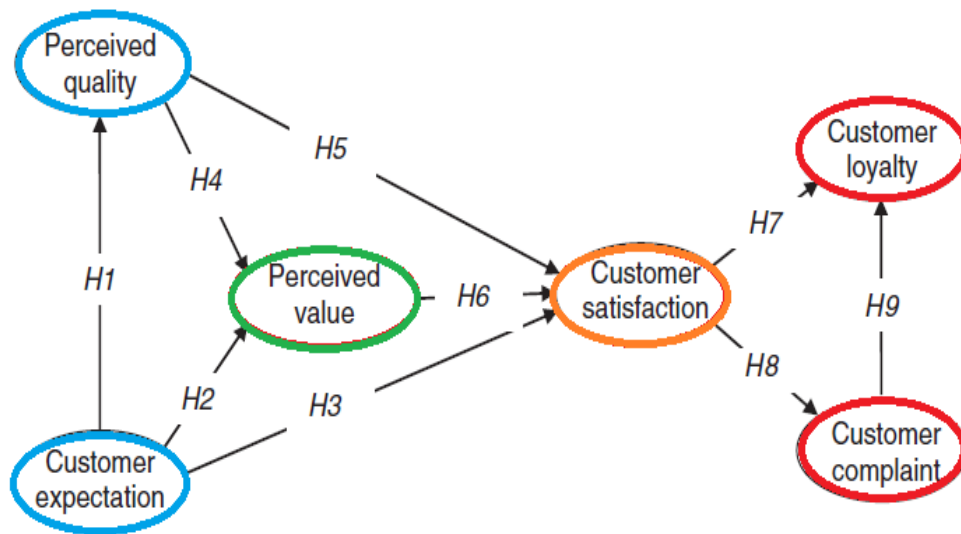 Perceived
quality
H5
Customer
loyalty
H4
H7
H1
Perceived
value
H6
Customer
satisfaction
H9
H2
H3
H8
Customer
expectation
Customer
complaint